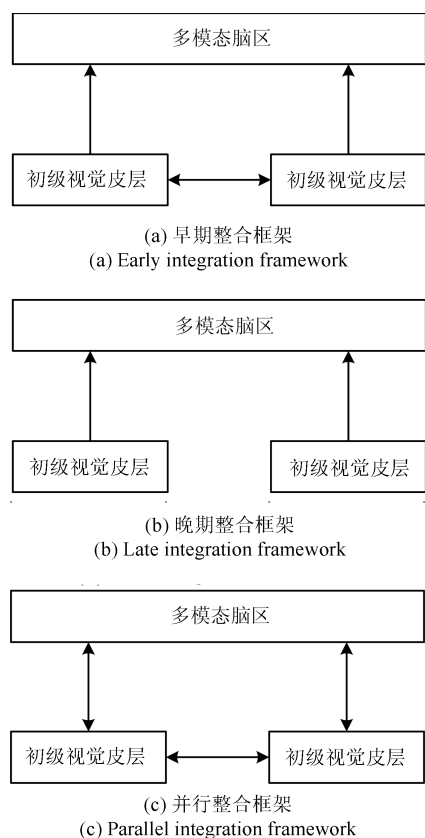 多模态脑区
初级视觉皮层 初级视觉皮层
(a) 早期整合框架
(a) Early integration framework
多模态脑区
初级视觉皮层 初级视觉皮层
(b) 晚期整合框架
(b) Late integration framework
多模态脑区
初级视觉皮层 初级视觉皮层
(c) 并行整合框架
(c) Parallel integration framework